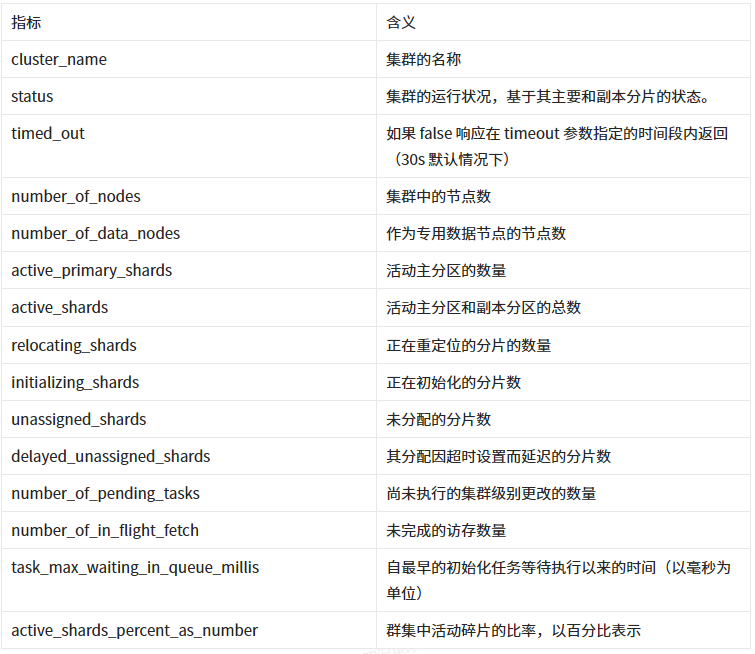 指标 含义
cluster_name 集群的名称
status 集群的运行状况，基于其主要和副本分片的状态。
timed_out 如果 false 响应在 timeout 参数指定的时间段内返回
（30s 默认情况下）
number_of_nodes 集群中的节点数
number_of_data_nodes 作为专用数据节点的节点数
active_primary_shards 活动主分区的数量
active_shards 活动主分区和副本分区的总数
relocating_shards 正在重定位的分片的数量
initializing_shards 正在初始化的分片数
unassigned_shards 未分配的分片数
delayed_unassigned_shards 其分配因超时设置而延迟的分片数
number_of_pending_tasks 尚未执行的集群级别更改的数量
number_of_in_flight_fetch 未完成的访存数量
task_max_waiting_in_queue_millis 自最早的初始化任务等待执行以来的时间（以毫秒为
单位）
active_shards_percent_as_number 群集中活动碎片的比率，以百分比表示